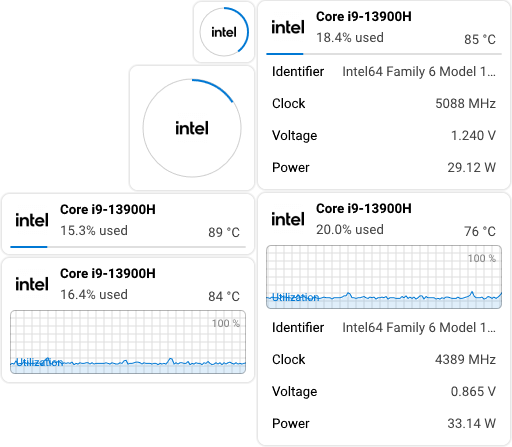 intel
intel
intel
Core i9-13900H
15.3% used
89 °C
intel
Core i9-13900H
16.4% used
84 °C
100 %
Utilization
intel
Core i9-13900H
18.4% used
85 °C
Identifier Intel64 Family 6 Model 1...
Clock 5088 MHz
Voltage 1.240 V
Power 29.12 W
intel
Core i9-13900H
20.0% used
76 °C
100 %
Utilization
Identifier Intel64 Family 6 Model 1...
Clock 4389 MHz
Voltage 0.865 V
Power 33.14 W